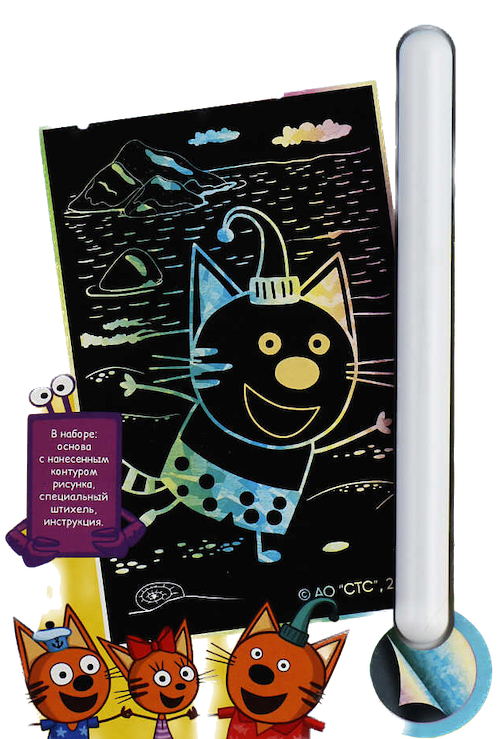 В наборе:
основа
с нанесенным
контуром
рисунка,
специальный
штихель,
инструкция.
© АО "СТС", 2